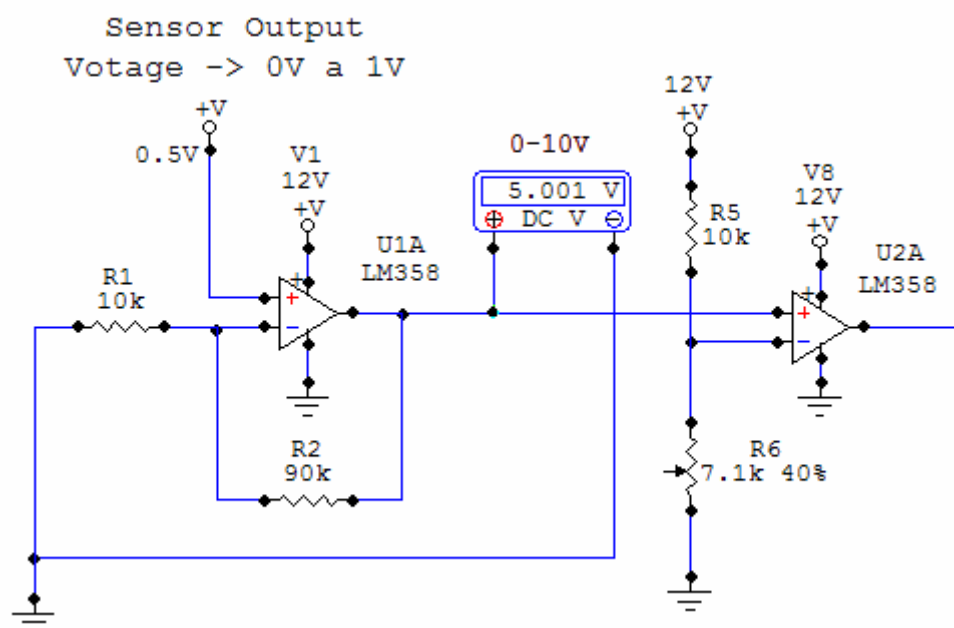 Sensor Output
Votage -> 0V a 1V
+V
0.5V
V1
12V
+V
0-10V
5.001 V
DC V
12V
+V
R5
10k
V8
12V
+V
U1A
LM358
U2A
LM358
R1
10k
R2
90k
R6
7.1k 40%